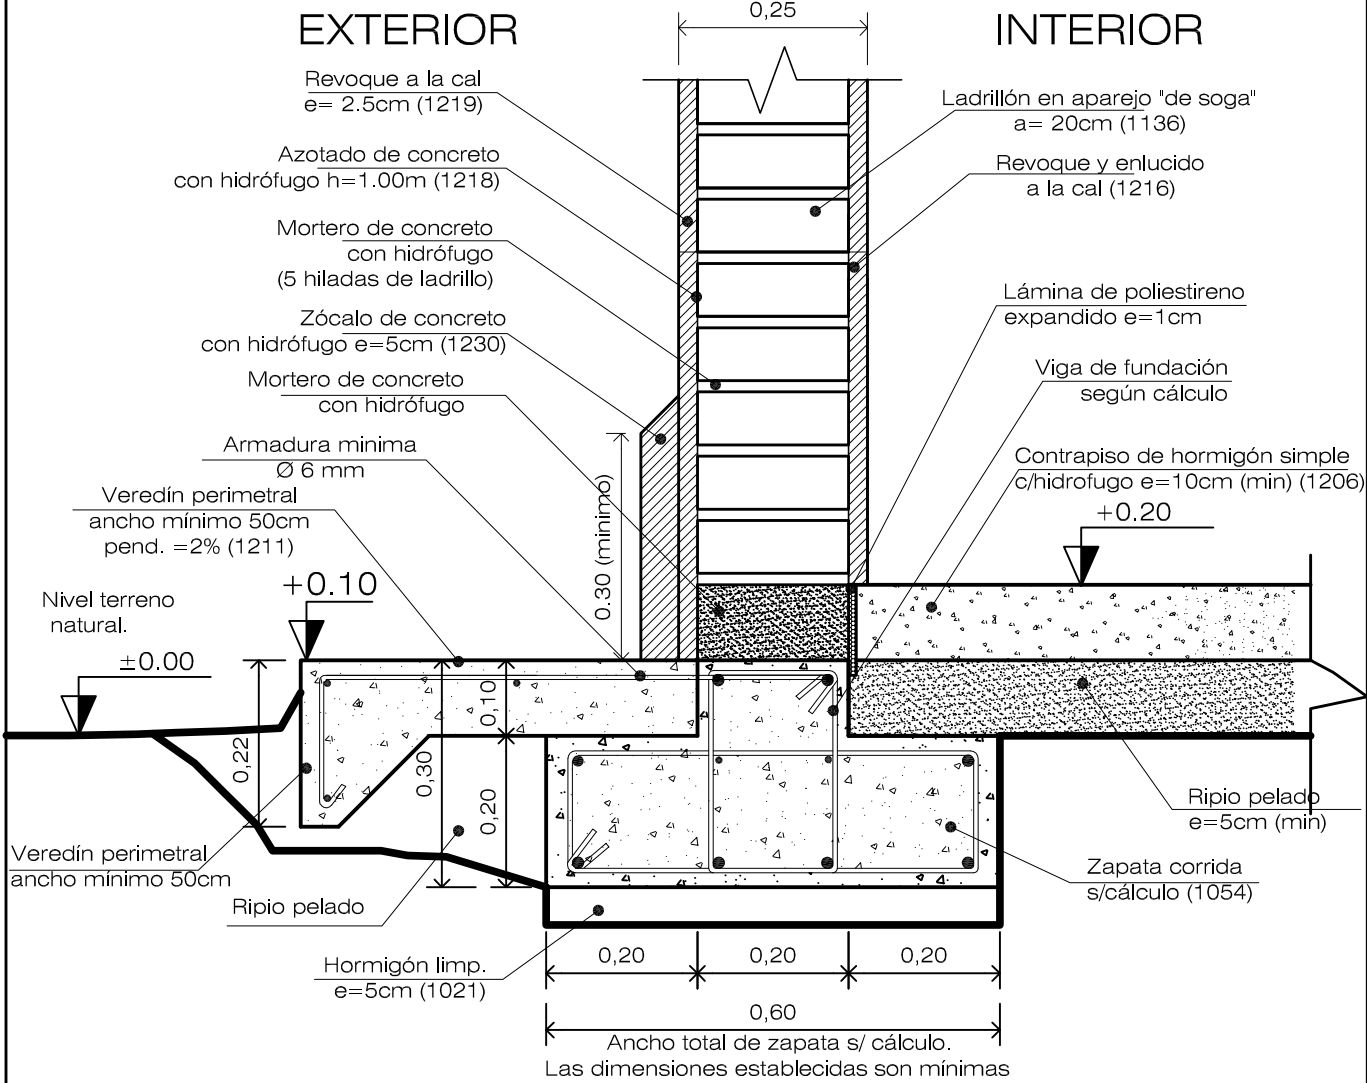 EXTERIOR
0,25
INTERIOR
Revoque a la cal
e= 2.5cm (1219)
Azotado de concreto
con hidrófugo h=1.00m (1218)
Mortero de concreto
con hidrófugo
(5 hiladas de ladrillo)
Zócalo de concreto
con hidrófugo e=5cm (1230)
Mortero de concreto
con hidrófugo
Armadura minima
Ø 6 mm
Veredín perimetral
ancho mínimo 50cm
pend. =2% (1211)
+0.10
Nivel terreno
natural.
±0.00
Ladrillón en aparejo "de soga"
a= 20cm (1136)
Revoque y enlucido
a la cal (1216)
Lámina de poliestireno
expandido e=1cm
Viga de fundación
según cálculo
Contrapiso de hormigón simple
c/hidrofugo e=10cm (min) (1206)
+0.20
0.30 (minimo)
0,22
0,30
0,10
0,20
Veredín perimetral
ancho mínimo 50cm
Ripio pelado
Hormigón limp.
e=5cm (1021)
Ripio pelado
e=5cm (min)
Zapata corrida
s/cálculo (1054)
0,20
0,20
0,20
0,60
Ancho total de zapata s/ cálculo.
Las dimensiones establecidas son mínimas